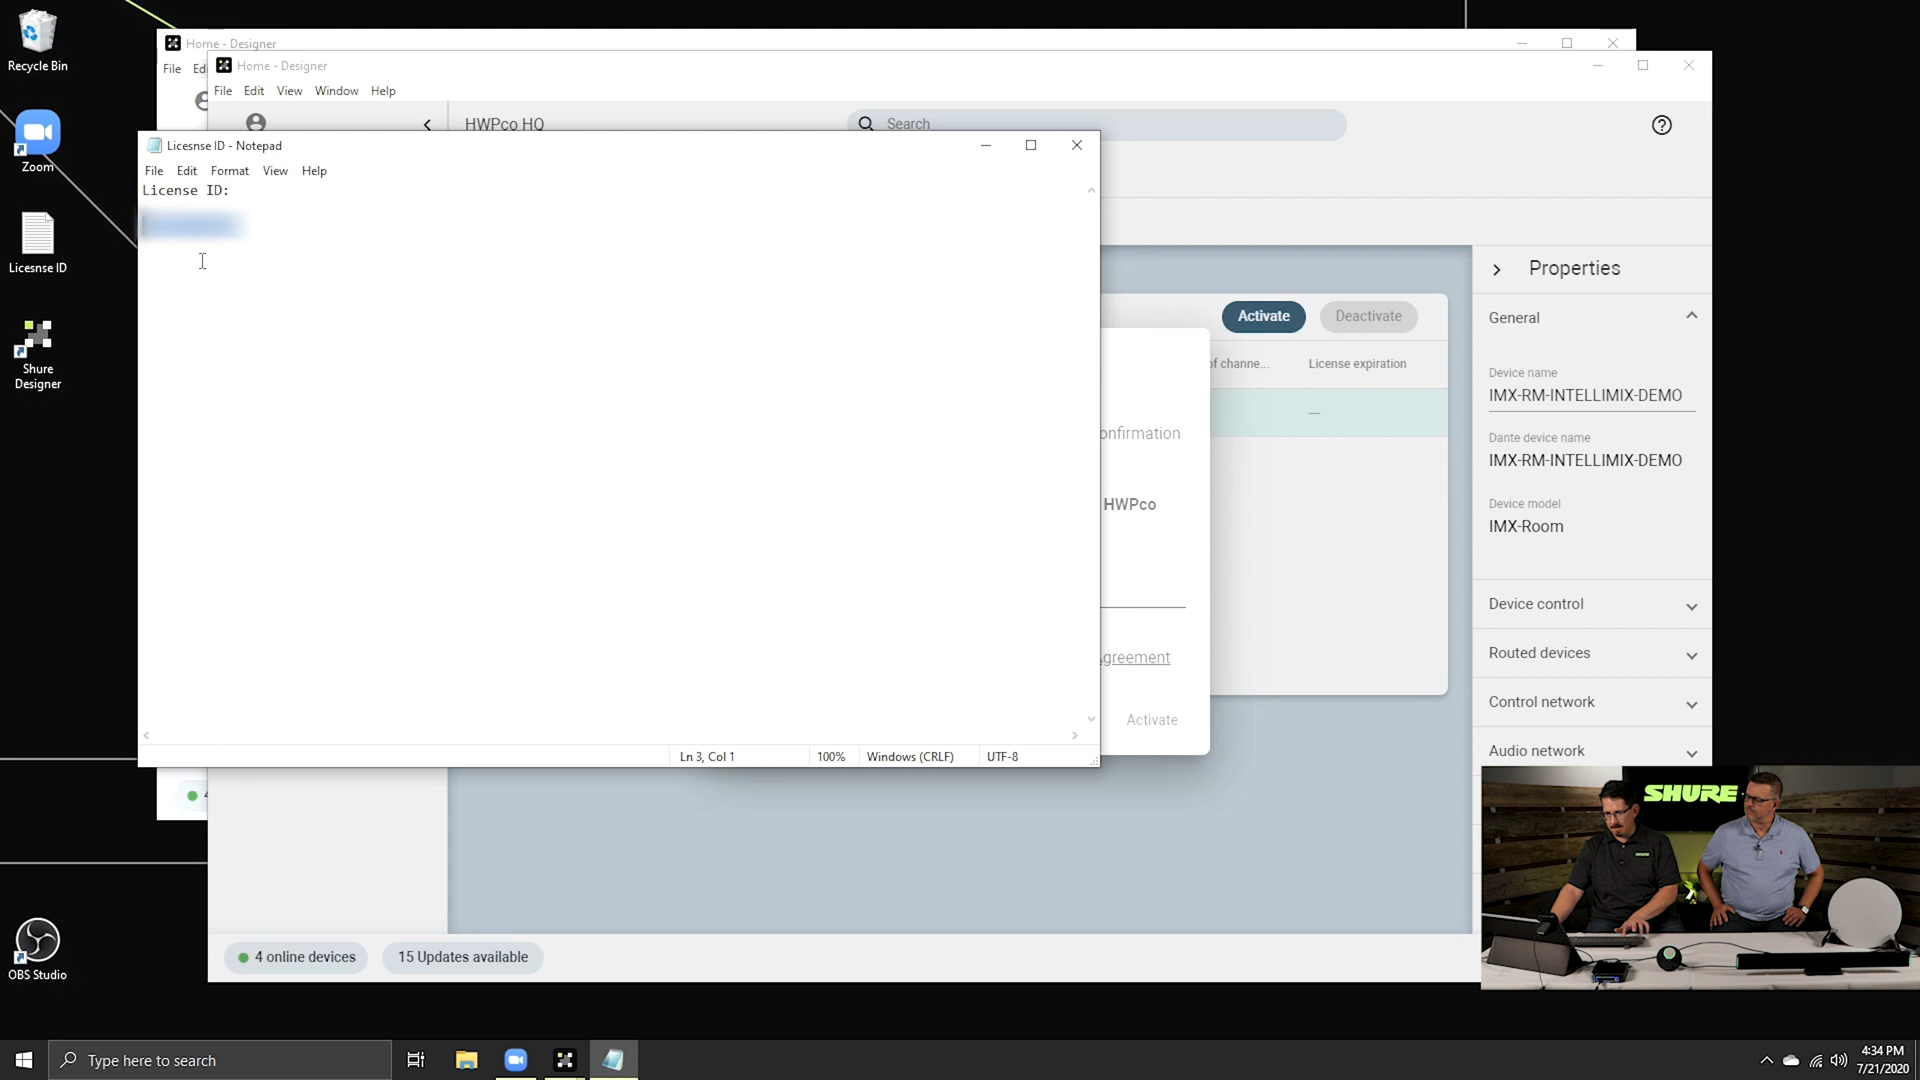 Recycle Bin
Zoom
Licesnse ID
Shure
Designer
OBS Studio
Home - Designer
File
Home - Designer
File Edit View Window Help
HWPco HQ
Search
Licesnse ID - Notepad
File Edit Format View Help
License ID:
Ln 3, Col 1
100%
Windows (CRLF)
UTF-8
Activate
Deactivate
License expiration
—
HWPco
Activate
Properties
General
Device name
IMX-RM-INTELLIMIX-DEMO
Dante device name
IMX-RM-INTELLIMIX-DEMO
Device model
IMX-Room
Device control
Routed devices
Control network
Audio network
SHURE
4 online devices
15 Updates available
Type here to search
4:34 PM
7/21/2020